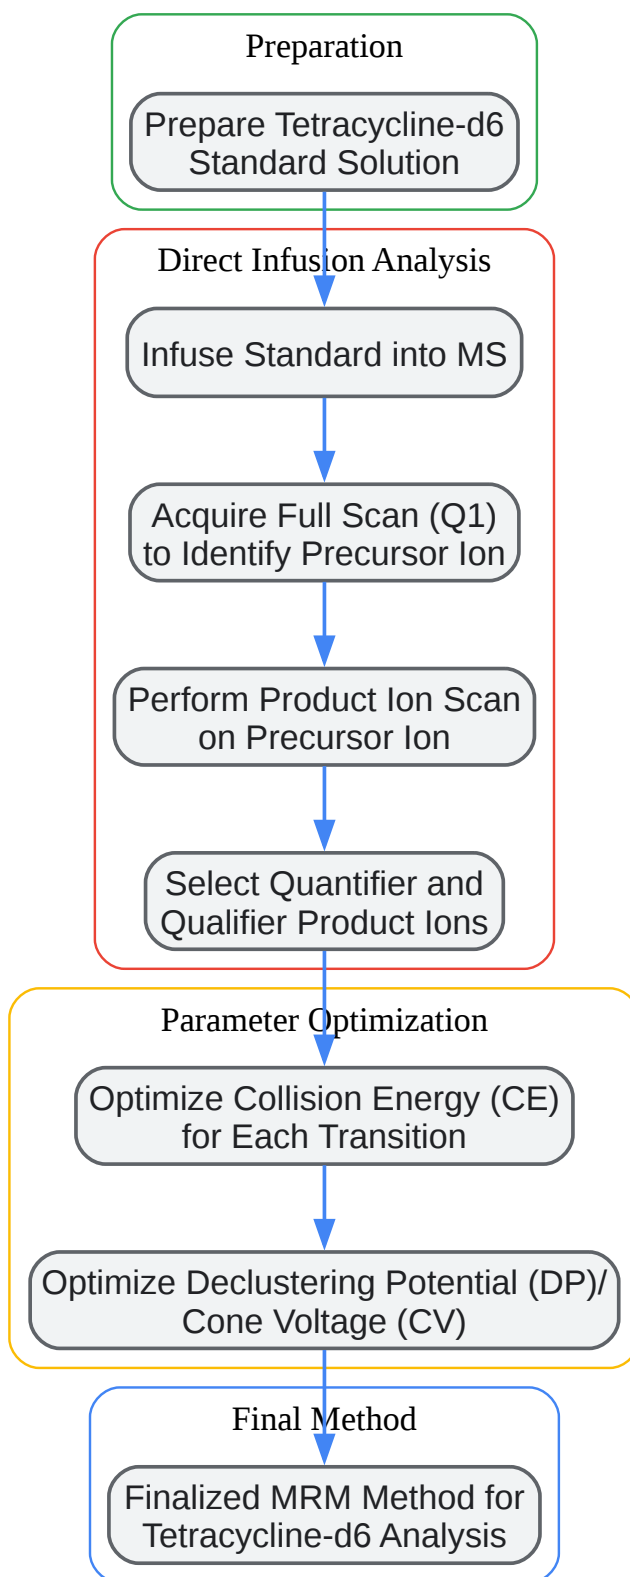 Preparation
Prepare Tetracycline-d6
Standard Solution
Direct Infusion Analysis
Infuse Standard into MS
Acquire Full Scan (Q1)
to Identify Precursor Ion
Perform Product Ion Scan
on Precursor Ion
Select Quantifier and
Qualifier Product Ions
Parameter Optimization
Optimize Collision Energy (CE)
for Each Transition
Optimize Declustering Potential (DP)/
Cone Voltage (CV)
Final Method
Finalized MRM Method for
Tetracycline-d6 Analysis